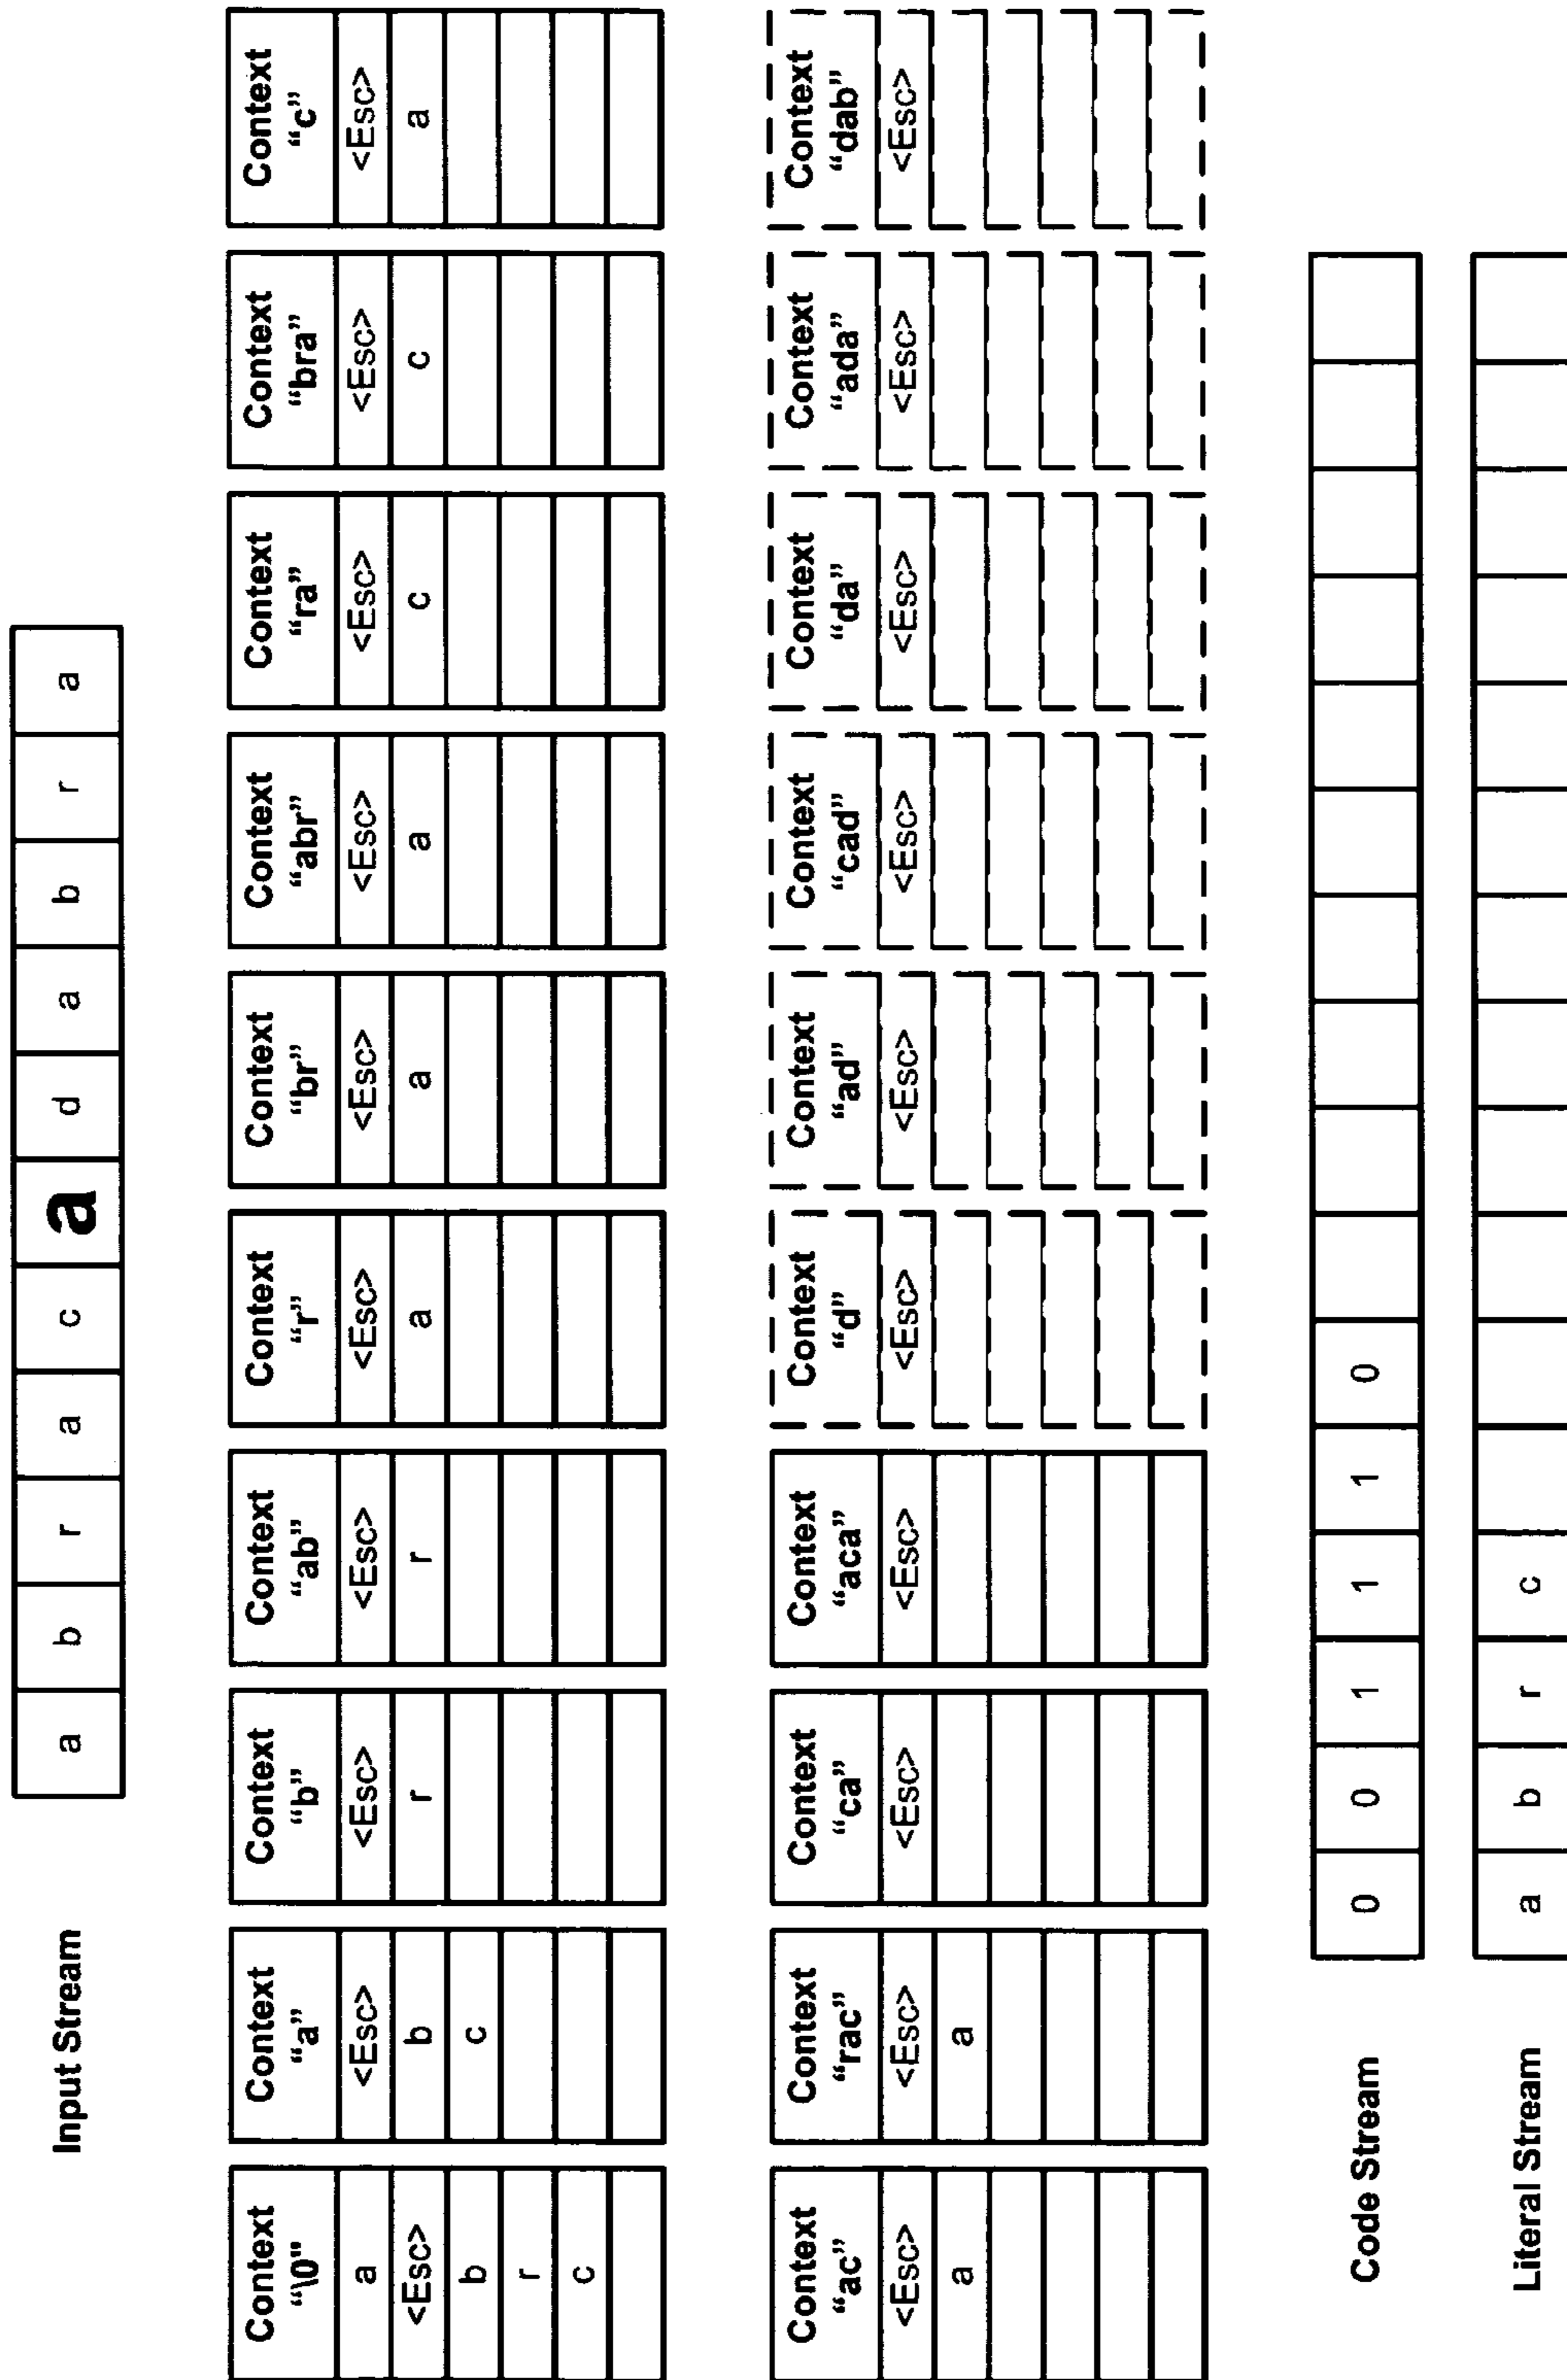 Input Stream a b r a c a d a b r a
Context Context Context Context Context Context Context Context Context Context
“\0" “a” “b” “ab” “r” “br” “abr” “ra” “bra” “c”
a <Esc> <Esc> <Esc> <Esc> <Esc> <Esc> <Esc> <Esc> <Esc>
<Esc> b r r a a a c c a
b c
r
c
Context Context Context Context Context Context Context Context Context Context
“ac” “rac” “ca” “aca” “d” “ad” “cad” “da” “ada” “dab”
<Esc> <Esc> <Esc> <Esc> <Esc> <Esc> <Esc> <Esc> <Esc> <Esc>
a a
Code Stream 0 0 1 1 1 0
Literal Stream a b r c